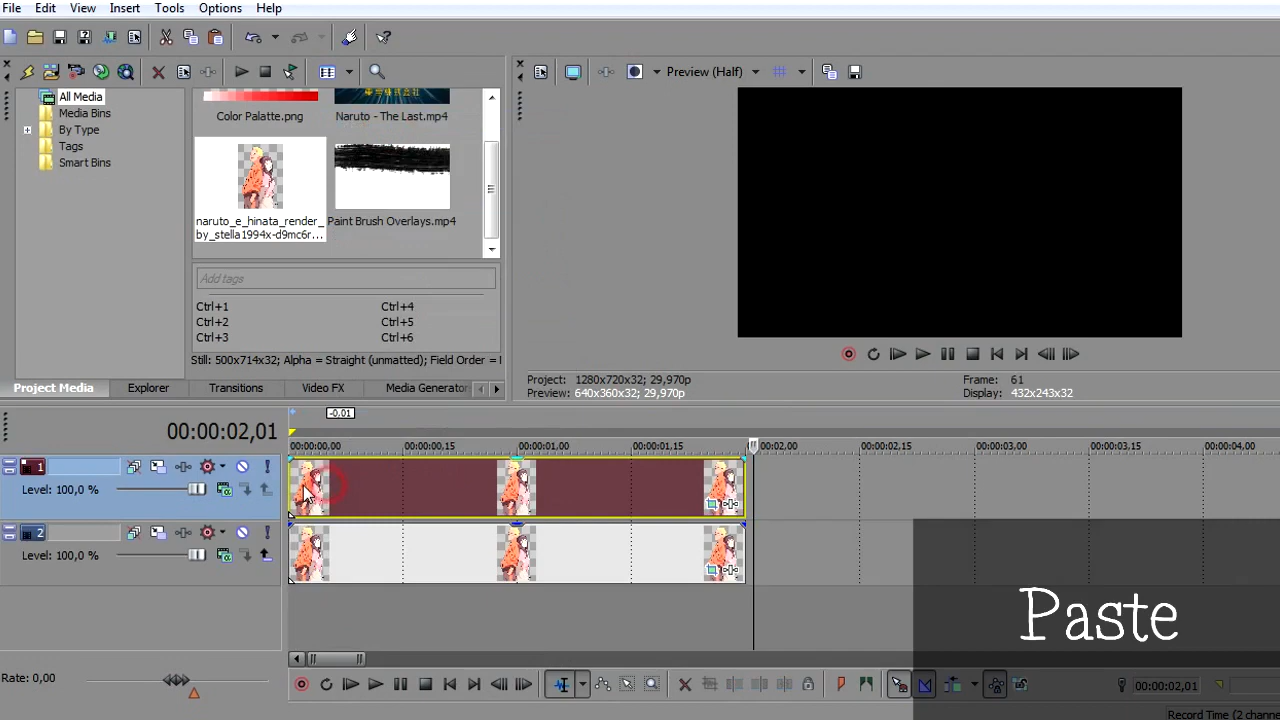 File Edit View Insert Tools Options Help
Preview (Half)
All Media
Media Bins
By Type
Tags
Smart Bins
Color Palatte.png
Naruto - The Last.mp4
naruto_e_hinata_render_
by_stella1994x-d9mc6r...
Paint Brush Overlays.mp4
Add tags
Ctrl+1 Ctrl+4
Ctrl+2 Ctrl+5
Ctrl+3 Ctrl+6
Still: 500x714x32; Alpha = Straight (unmatted); Field Order =
Project Media Explorer Transitions Video FX Media Generator
Project: 1280x720x32; 29,970p
Preview: 640x360x32; 29,970p
Frame: 61
Display: 432x243x32
00:00:02,01
-0.01
00:00:00.00 00:00:00.15 00:00:01.00 00:00:01.15 00:00:02.00 00:00:02.15 00:00:03.00 00:00:03.15 00:00:04.00
1
Level: 100,0 %
2
Level: 100,0 %
Paste
Rate: 0,00
00:00:02,01
Record Time (2 channe